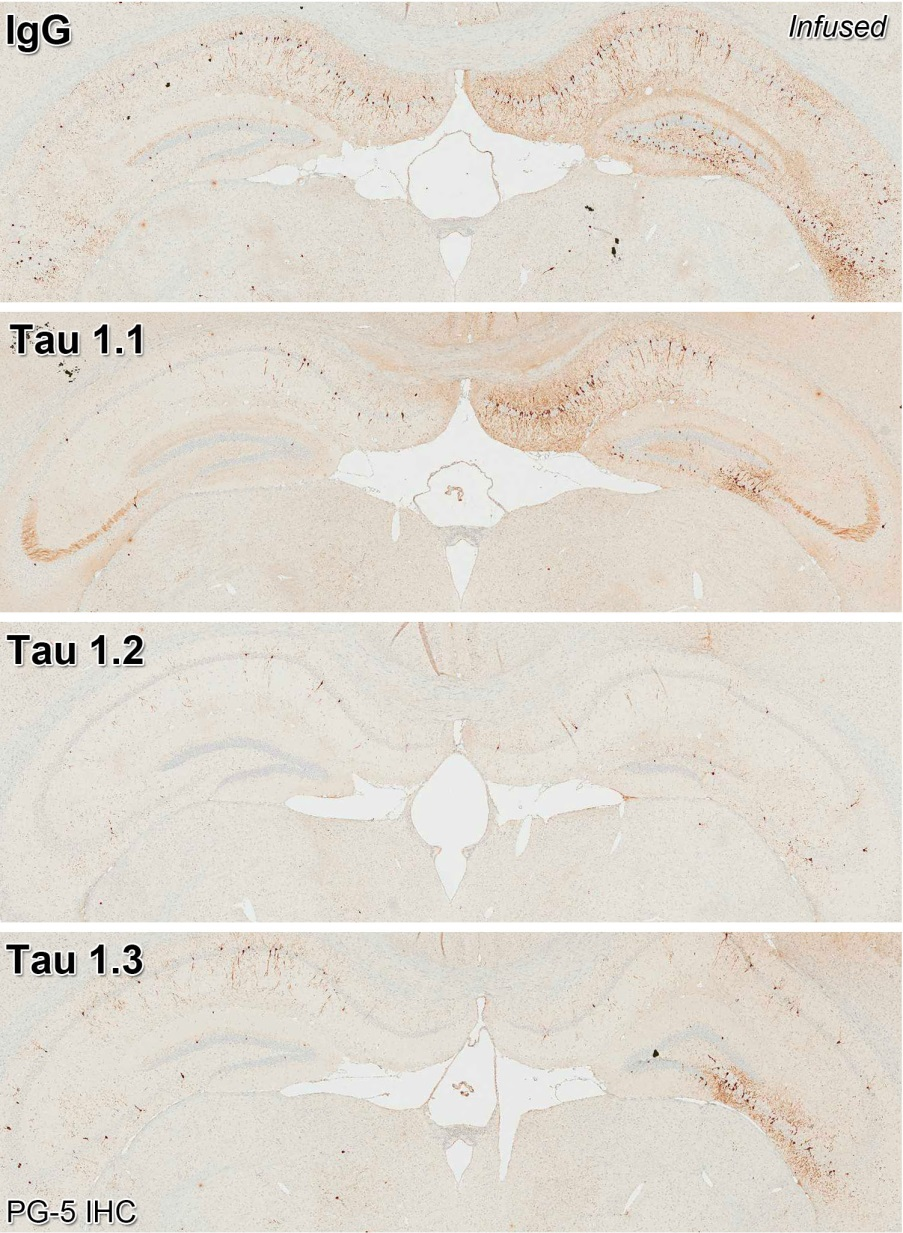 IgG
Infused
Tau 1.1
Tau 1.2
Tau 1.3
PG-5 IHC